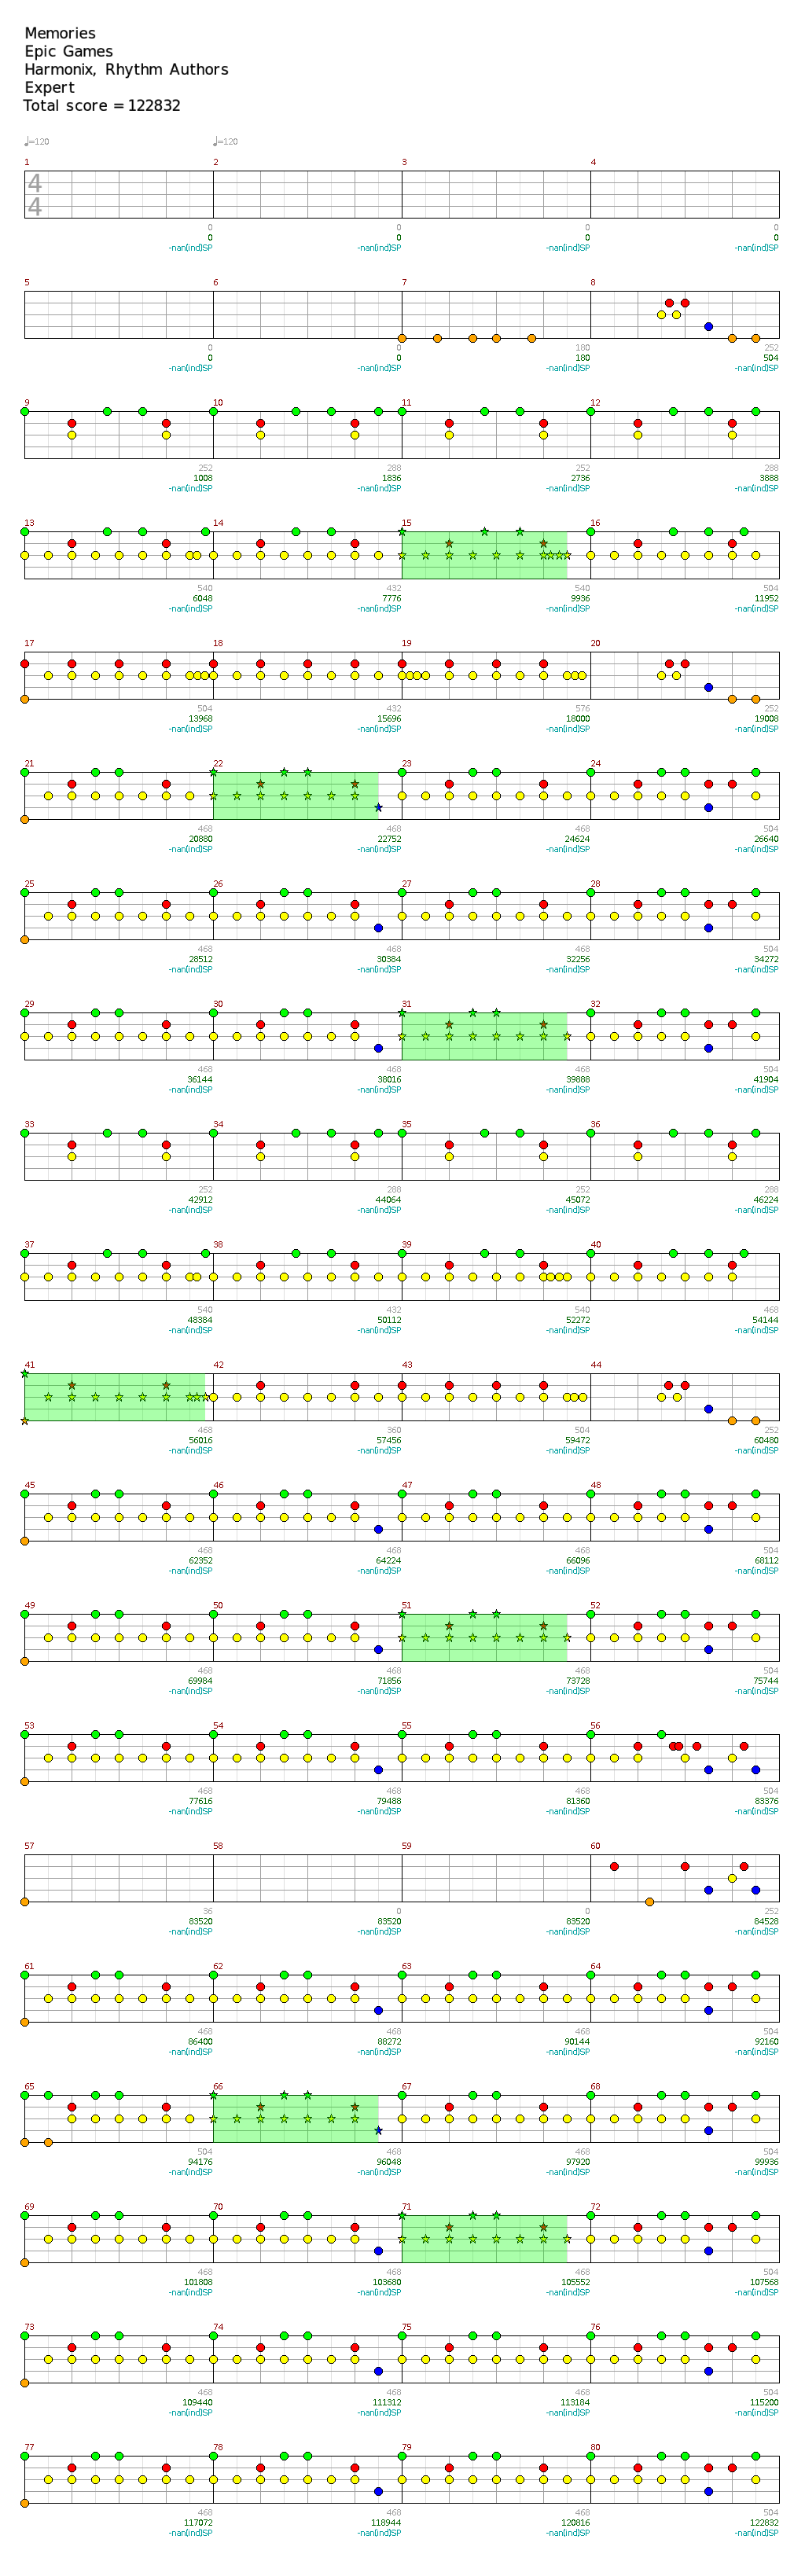 Memories
Epic Games
Harmonix, Rhythm Authors
Expert
Total score = 122832
♩=120 ♩=120
1 2 3 4
4
4
0 0 0 0
0 0 0 0
-nan(ind)SP -nan(ind)SP -nan(ind)SP -nan(ind)SP
5 6 7 8
0 0 180 252
0 0 180 504
-nan(ind)SP -nan(ind)SP -nan(ind)SP -nan(ind)SP
9 10 11 12
252 288 252 288
1008 1836 2736 3888
-nan(ind)SP -nan(ind)SP -nan(ind)SP -nan(ind)SP
13 14 15 16
540 432 540 504
6048 7776 9936 11952
-nan(ind)SP -nan(ind)SP -nan(ind)SP -nan(ind)SP
17 18 19 20
504 432 576 252
13968 15696 18000 19008
-nan(ind)SP -nan(ind)SP -nan(ind)SP -nan(ind)SP
21 22 23 24
468 468 468 504
20880 22752 24624 26640
-nan(ind)SP -nan(ind)SP -nan(ind)SP -nan(ind)SP
25 26 27 28
468 468 468 504
28512 30384 32256 34272
-nan(ind)SP -nan(ind)SP -nan(ind)SP -nan(ind)SP
29 30 31 32
468 468 468 504
36144 38016 39888 41904
-nan(ind)SP -nan(ind)SP -nan(ind)SP -nan(ind)SP
33 34 35 36
252 288 252 288
42912 44064 45072 46224
-nan(ind)SP -nan(ind)SP -nan(ind)SP -nan(ind)SP
37 38 39 40
540 432 540 468
48384 50112 52272 54144
-nan(ind)SP -nan(ind)SP -nan(ind)SP -nan(ind)SP
41 42 43 44
468 360 504 252
56016 57456 59472 60480
-nan(ind)SP -nan(ind)SP -nan(ind)SP -nan(ind)SP
45 46 47 48
468 468 468 504
62352 64224 66096 68112
-nan(ind)SP -nan(ind)SP -nan(ind)SP -nan(ind)SP
49 50 51 52
468 468 468 504
69984 71856 73728 75744
-nan(ind)SP -nan(ind)SP -nan(ind)SP -nan(ind)SP
53 54 55 56
468 468 468 504
77616 79488 81360 83376
-nan(ind)SP -nan(ind)SP -nan(ind)SP -nan(ind)SP
57 58 59 60
36 0 0 252
83520 83520 83520 84528
-nan(ind)SP -nan(ind)SP -nan(ind)SP -nan(ind)SP
61 62 63 64
468 468 468 504
86400 88272 90144 92160
-nan(ind)SP -nan(ind)SP -nan(ind)SP -nan(ind)SP
65 66 67 68
504 468 468 504
94176 96048 97920 99936
-nan(ind)SP -nan(ind)SP -nan(ind)SP -nan(ind)SP
69 70 71 72
468 468 468 504
101808 103680 105552 107568
-nan(ind)SP -nan(ind)SP -nan(ind)SP -nan(ind)SP
73 74 75 76
468 468 468 504
109440 111312 113184 115200
-nan(ind)SP -nan(ind)SP -nan(ind)SP -nan(ind)SP
77 78 79 80
468 468 468 504
117072 118944 120816 122832
-nan(ind)SP -nan(ind)SP -nan(ind)SP -nan(ind)SP